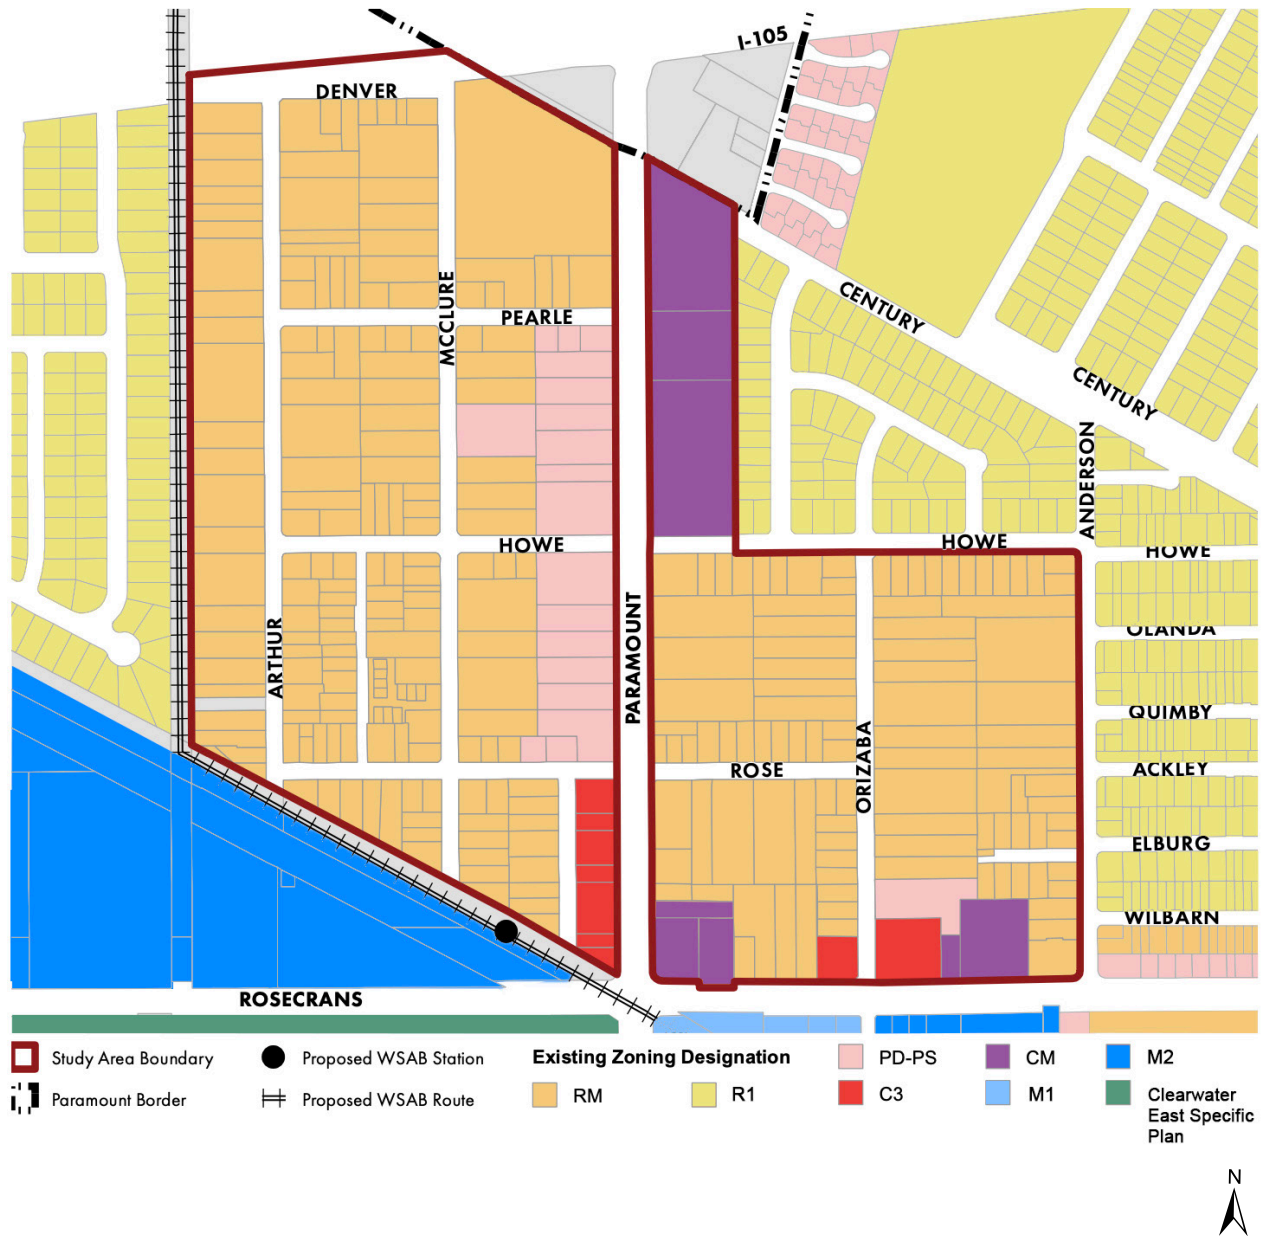 I-105
DENVER
MCCLURE
PEARLE
CENTURY
CENTURY
ANDERSON
HOWE
HOWE
HOWE
ARTHUR
PARAMOUNT
OLANDA
QUIMBY
ORIZABA
ROSE
ACKLEY
ELBURG
WILBARN
ROSECRANS
Study Area Boundary
Proposed WSAB Station
Existing Zoning Designation
PD-PS
CM
M2
Paramount Border
Proposed WSAB Route
RM
R1
C3
M1
Clearwater
East Specific
Plan
N